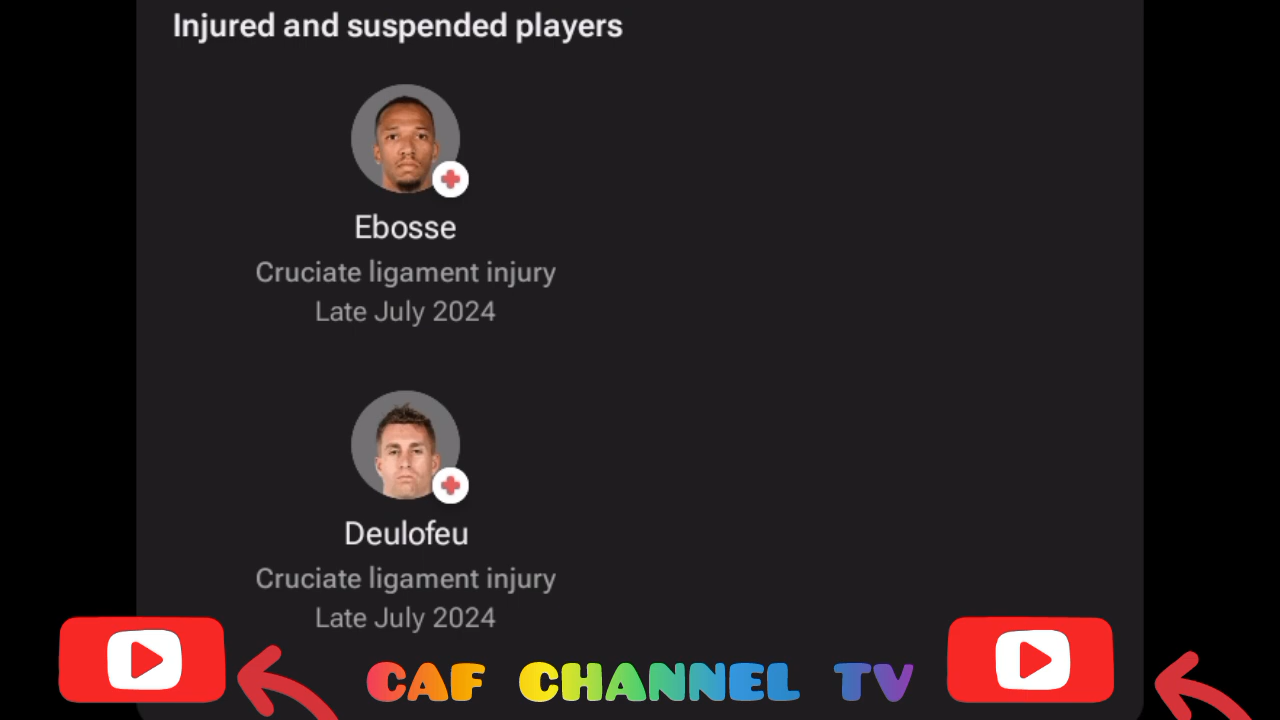 Injured and suspended players
Ebosse
Cruciate ligament injury
Late July 2024
Deulofeu
Cruciate ligament injury
Late July 2024
CAF CHANNEL TV